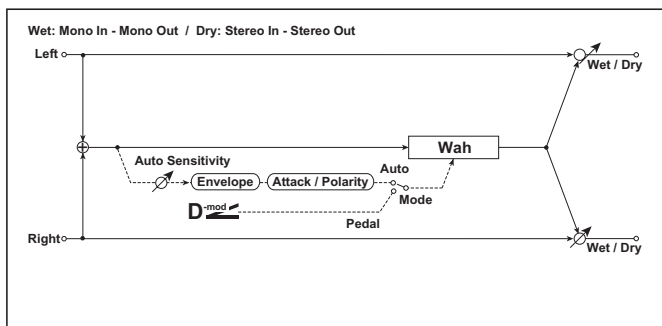 Wet: Mono In - Mono Out / Dry: Stereo In - Stereo Out
Left
Wet / Dry
Wah
Auto Sensitivity
Auto
Envelope
Attack / Polarity
Mode
D-mod
Pedal
Right
Wet / Dry